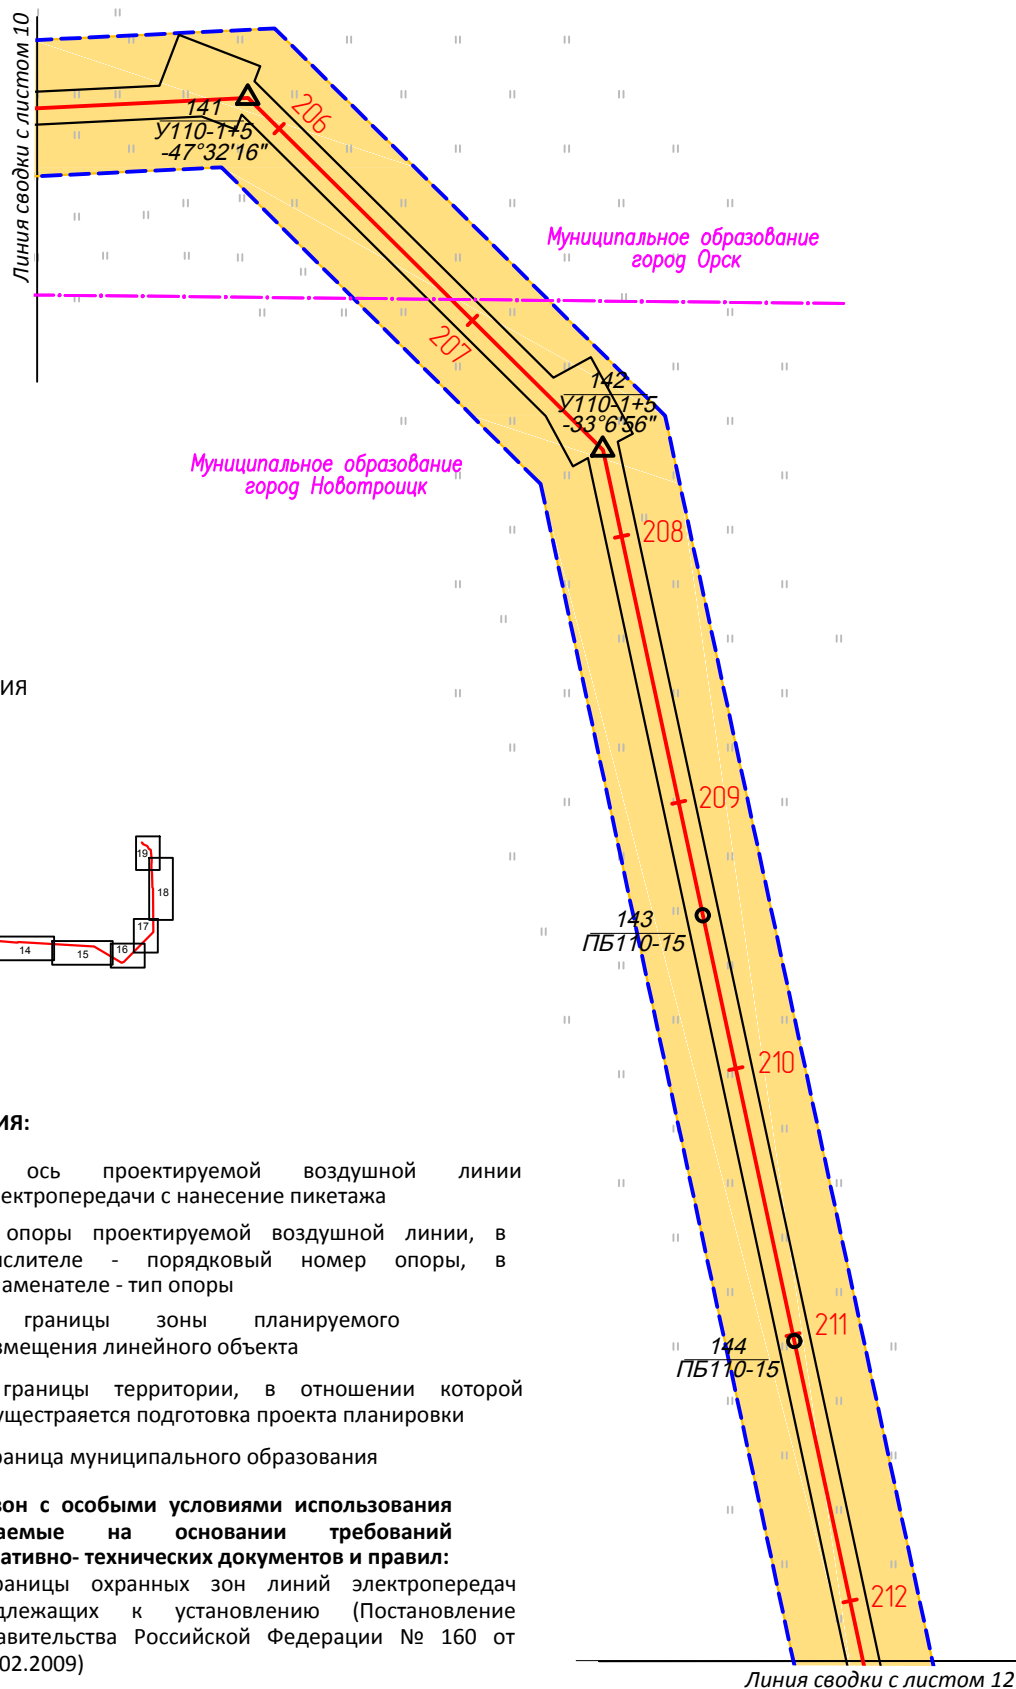 Линия сводки с листом 10
141
У110-1+5
-47°32'16"
206
Муниципальное образование
город Орск
207
142
У110-1+5
-33°6'56"
Муниципальное образование
город Новотроицк
208
ИЯ
209
19
18
17
16
15
14
143
ПБ110-15
210
ИЯ:
ось проектируемой воздушной линии
ектропередачи с нанесение пикетажа
опоры проектируемой воздушной линии, в
ислителе - порядковый номер опоры, в
аменателе - тип опоры
границы зоны планируемого
змещения линейного объекта
211
144
ПБ110-15
границы территории, в отношении которой
ущестраяется подготовка проекта планировки
раница муниципального образования
зон с особыми условиями использования
аемые на основании требований
ативно- технических документов и правил:
раницы охранных зон линий электропередач
длежащих к установлению (Постановление
авительства Российской Федерации № 160 от
.02.2009)
212
Линия сводки с листом 12